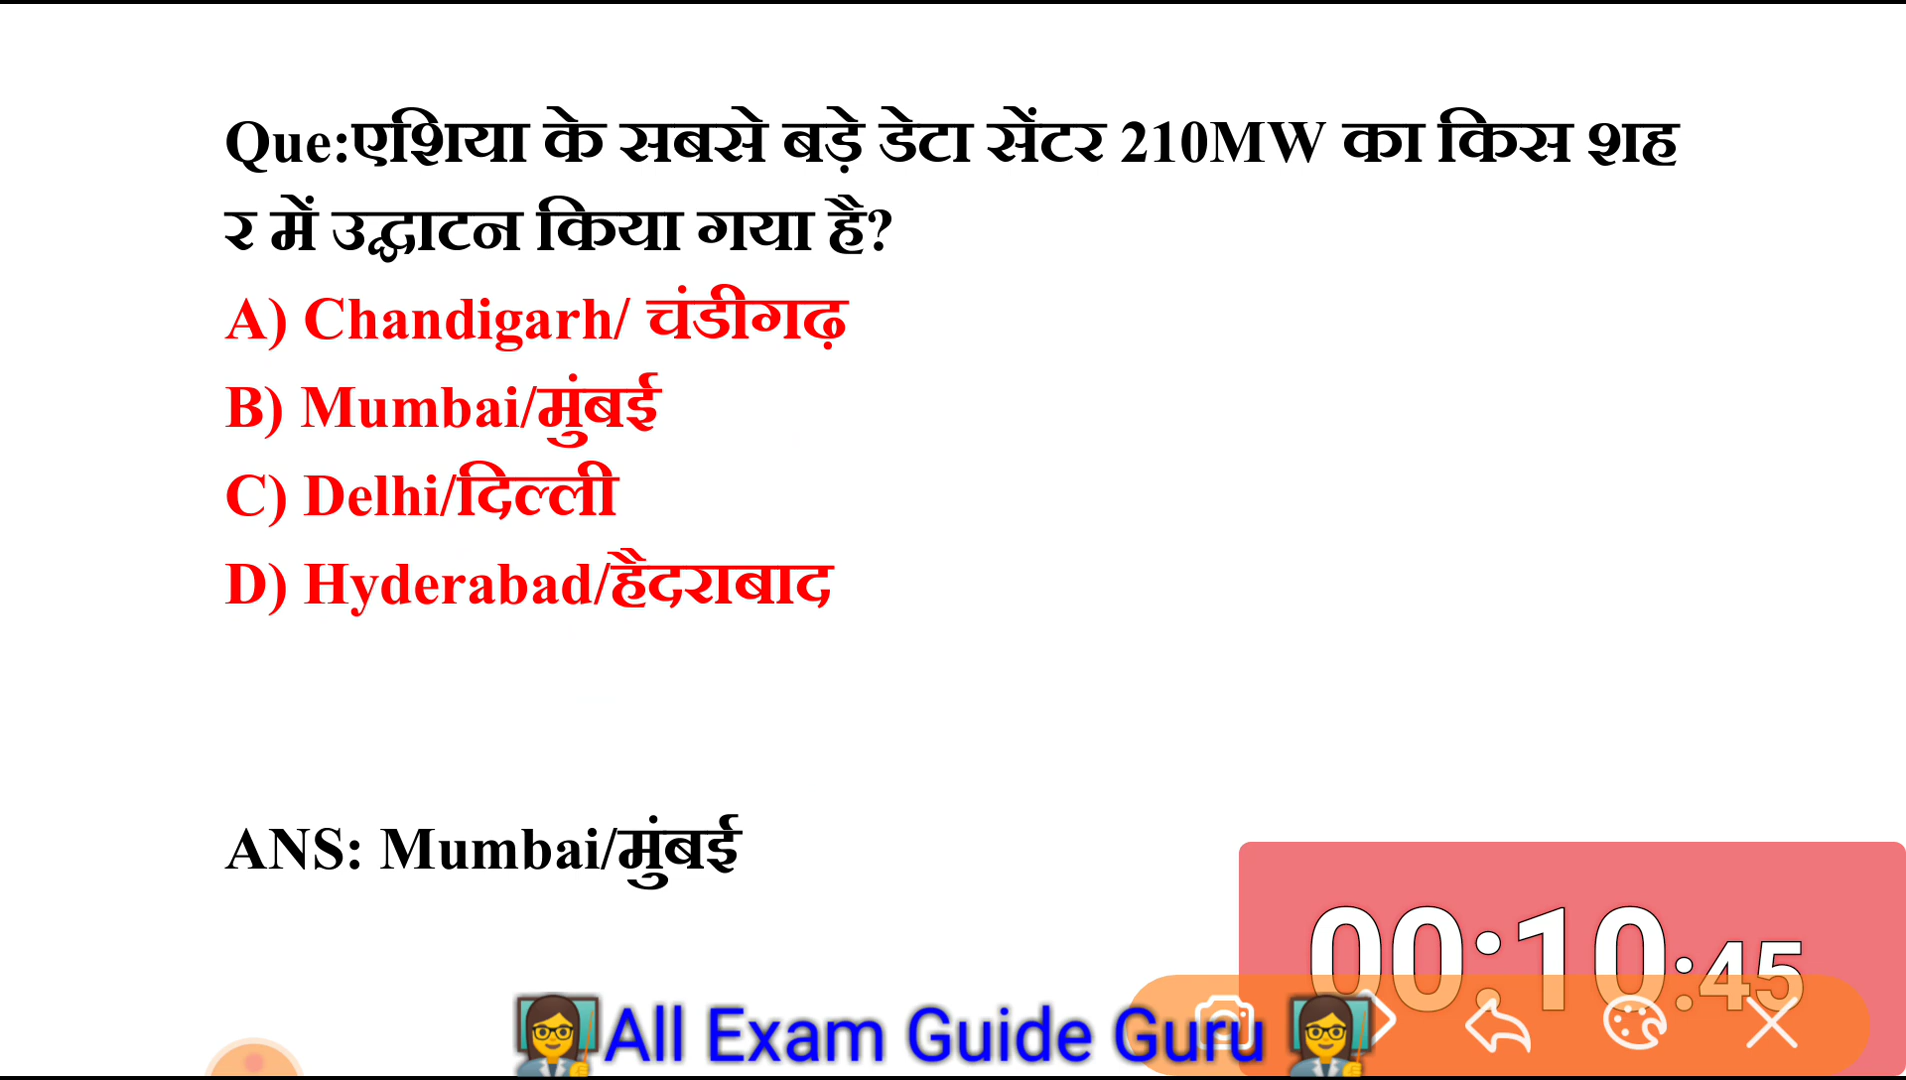 Que:एशिया के सबसे बड़े डेटा सेंटर 210MW का किस शह
र में उद्घाटन किया गया है?
A) Chandigarh/ चंडीगढ़
B) Mumbai/मुंबई
C) Delhi/दिल्ली
D) Hyderabad/हैदराबाद
ANS: Mumbai/मुंबई
00:10:45
All Exam Guide Guru